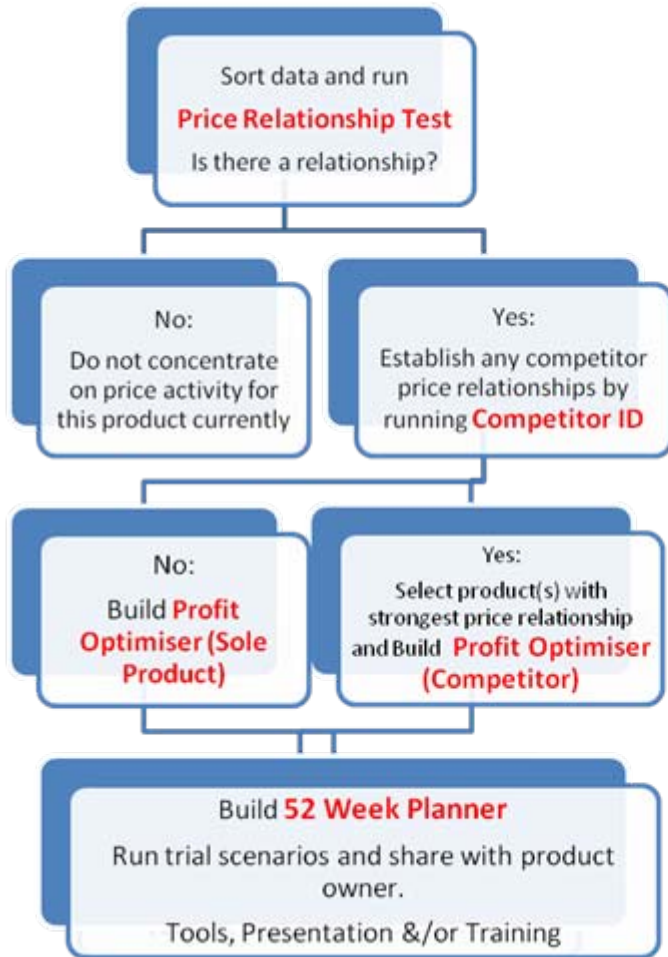 Sort data and run
Price Relationship Test
Is there a relationship?
No:
Do not concentrate
on price activity for
this product currently
Yes:
Establish any competitor
price relationships by
running Competitor ID
No:
Build Profit
Optimiser (Sole
Product)
Yes:
Select product(s) with
strongest price relationship
and Build Profit Optimiser
(Competitor)
Build 52 Week Planner
Run trial scenarios and share with product
owner.
Tools, Presentation &/or Training